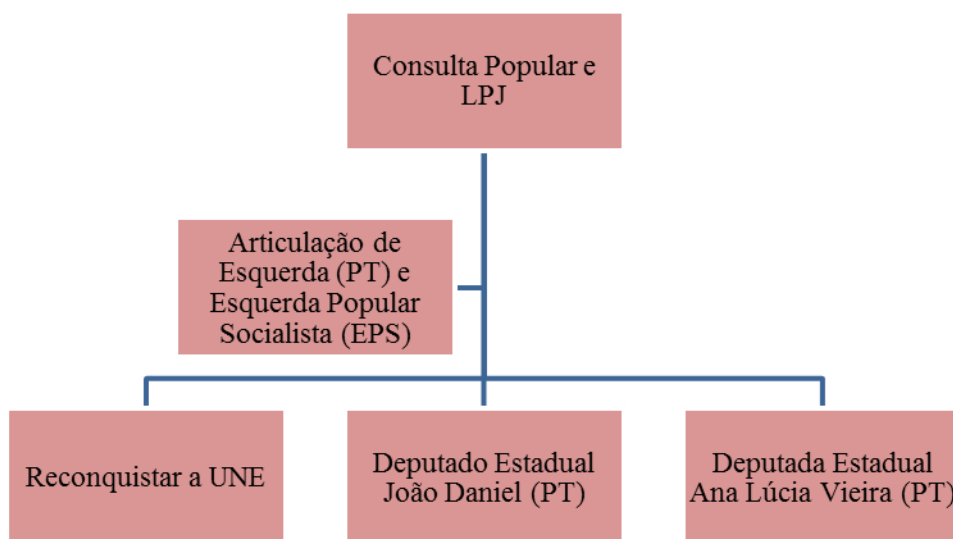 Consulta Popular e
LPJ
Articulação de
Esquerda (PT) e
Esquerda Popular
Socialista (EPS)
Reconquistar a UNE
Deputado Estadual
João Daniel (PT)
Deputada Estadual
Ana Lúcia Vieira (PT)